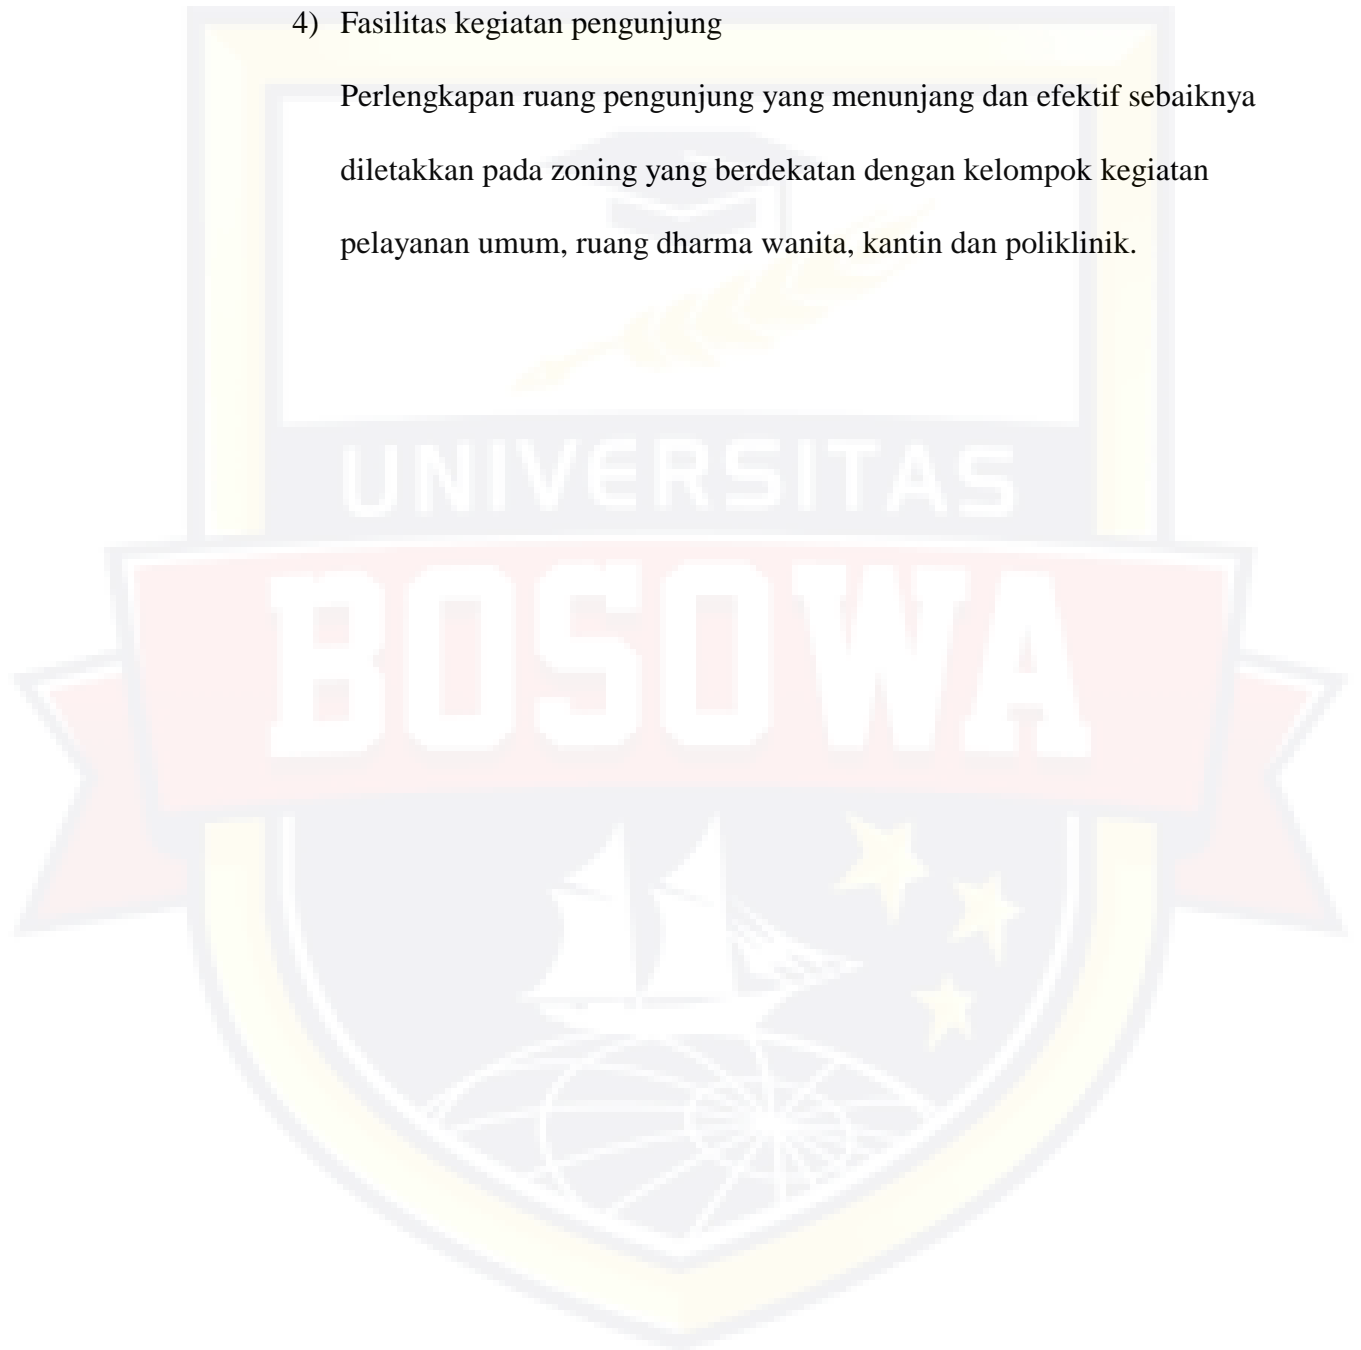 4) Fasilitas kegiatan pengunjung
Perlengkapan ruang pengunjung yang menunjang dan efektif sebaiknya
diletakkan pada zoning yang berdekatan dengan kelompok kegiatan
pelayanan umum, ruang dharma wanita, kantin dan poliklinik.
UNIVERSITAS
BOSOWA